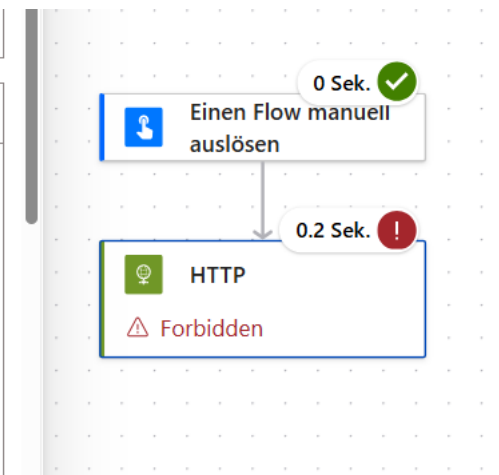 0 Sek.
Einen Flow manuell
auslösen
0.2 Sek.
HTTP
Forbidden